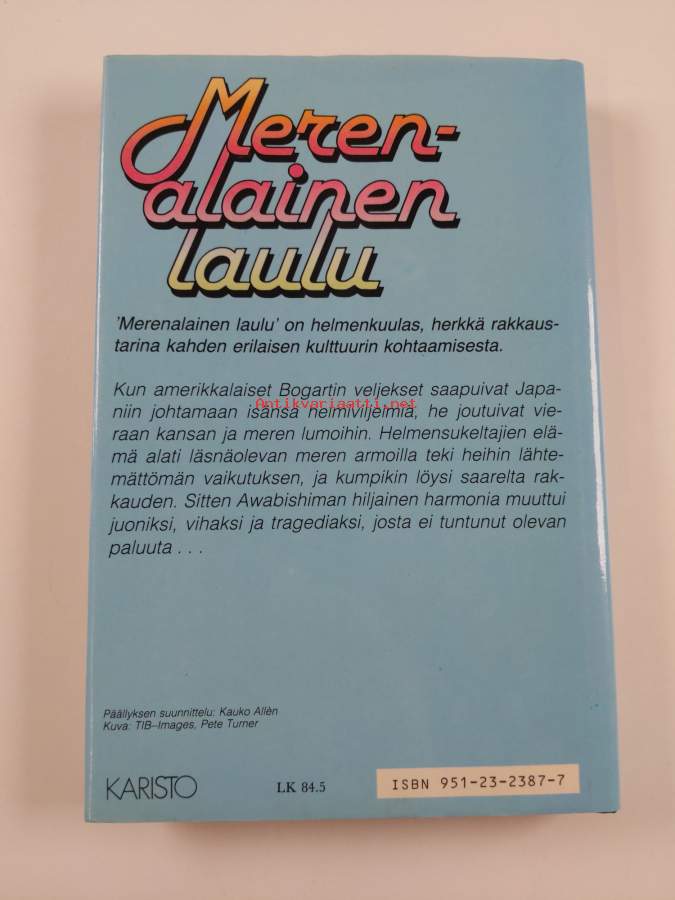 Meren-
alainen
laulu
'Merenalainen laulu' on helmenkuulas, herkkä rakkaus-
tarina kahden erilaisen kulttuurin kohtaamisesta.
Kun amerikkalaiset Bogartin veljekset saapuivat Japa-
niin johtamaan isänsä helmiviljelmiä, he joutuivat vie-
Antikvariaatti.net
raan kansan ja meren lumoihin. Helmensukeltajien elä-
mä alati läsnäolevan meren armoilla teki heihin lähte-
mättömän vaikutuksen, ja kumpikin löysi saarelta rak-
kauden. Sitten Awabishiman hiljainen harmonia muuttui
juoniksi, vihaksi ja tragediaksi, josta ei tuntunut olevan
paluuta . . .
Päällyksen suunnittelu: Kauko Allèn
Kuva: TIB–Images, Pete Turner
KARISTO
LK 84.5
ISBN 951-23-2387-7